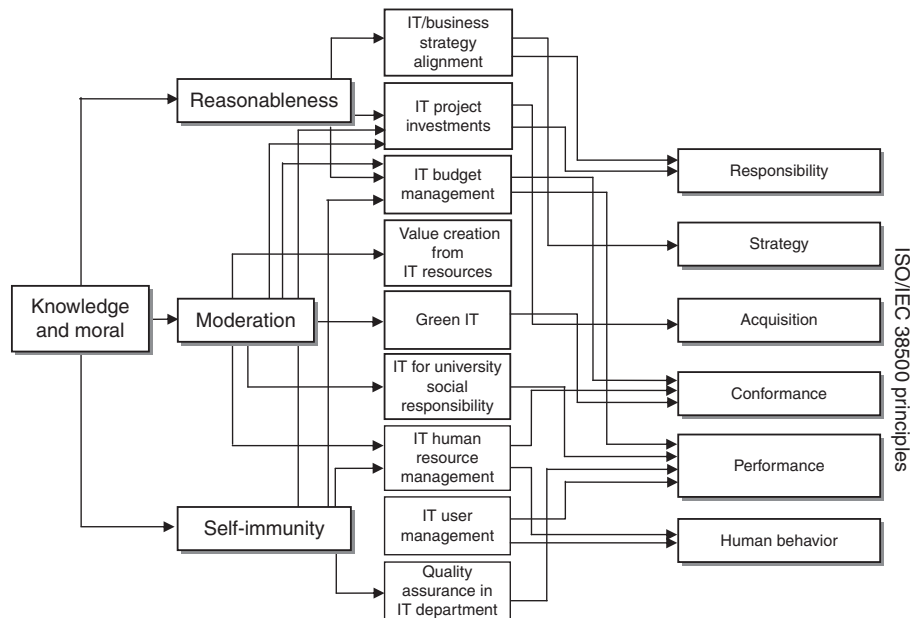 Knowledge
and moral
Reasonableness
Moderation
Self-immunity
IT/business
strategy
alignment
IT project
investments
IT budget
management
Value creation
from
IT resources
Green IT
IT for university
social
responsibility
IT human
resource
management
IT user
management
Quality
assurance in
IT department
Responsibility
Strategy
Acquisition
Conformance
Performance
Human behavior
ISO/IEC 38500 principles